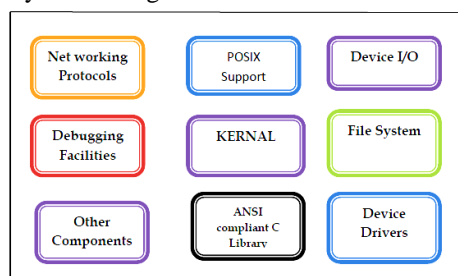 Net working
Protocols
POSIX
Support
Device I/O
Debugging
Facilities
KERNAL
File System
Other
Components
ANSI
compliant C
Library
Device
Drivers